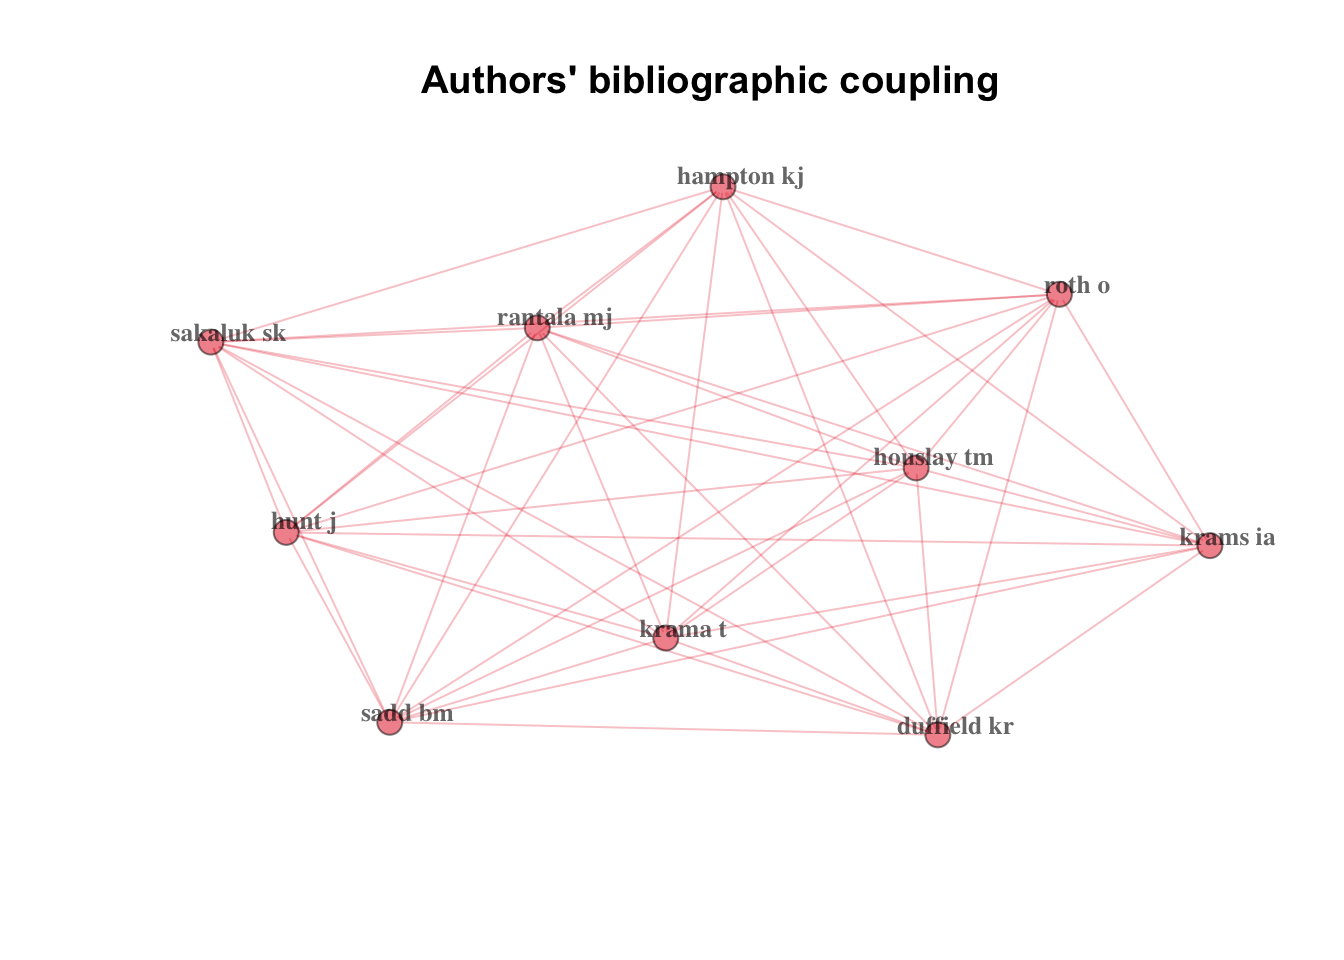 Authors' bibliographic coupling
hampton kj
roth o
rantala mj
sakaluk sk
houslay tm
hunt j
krams ia
krama t
sadd bm
duffield kr